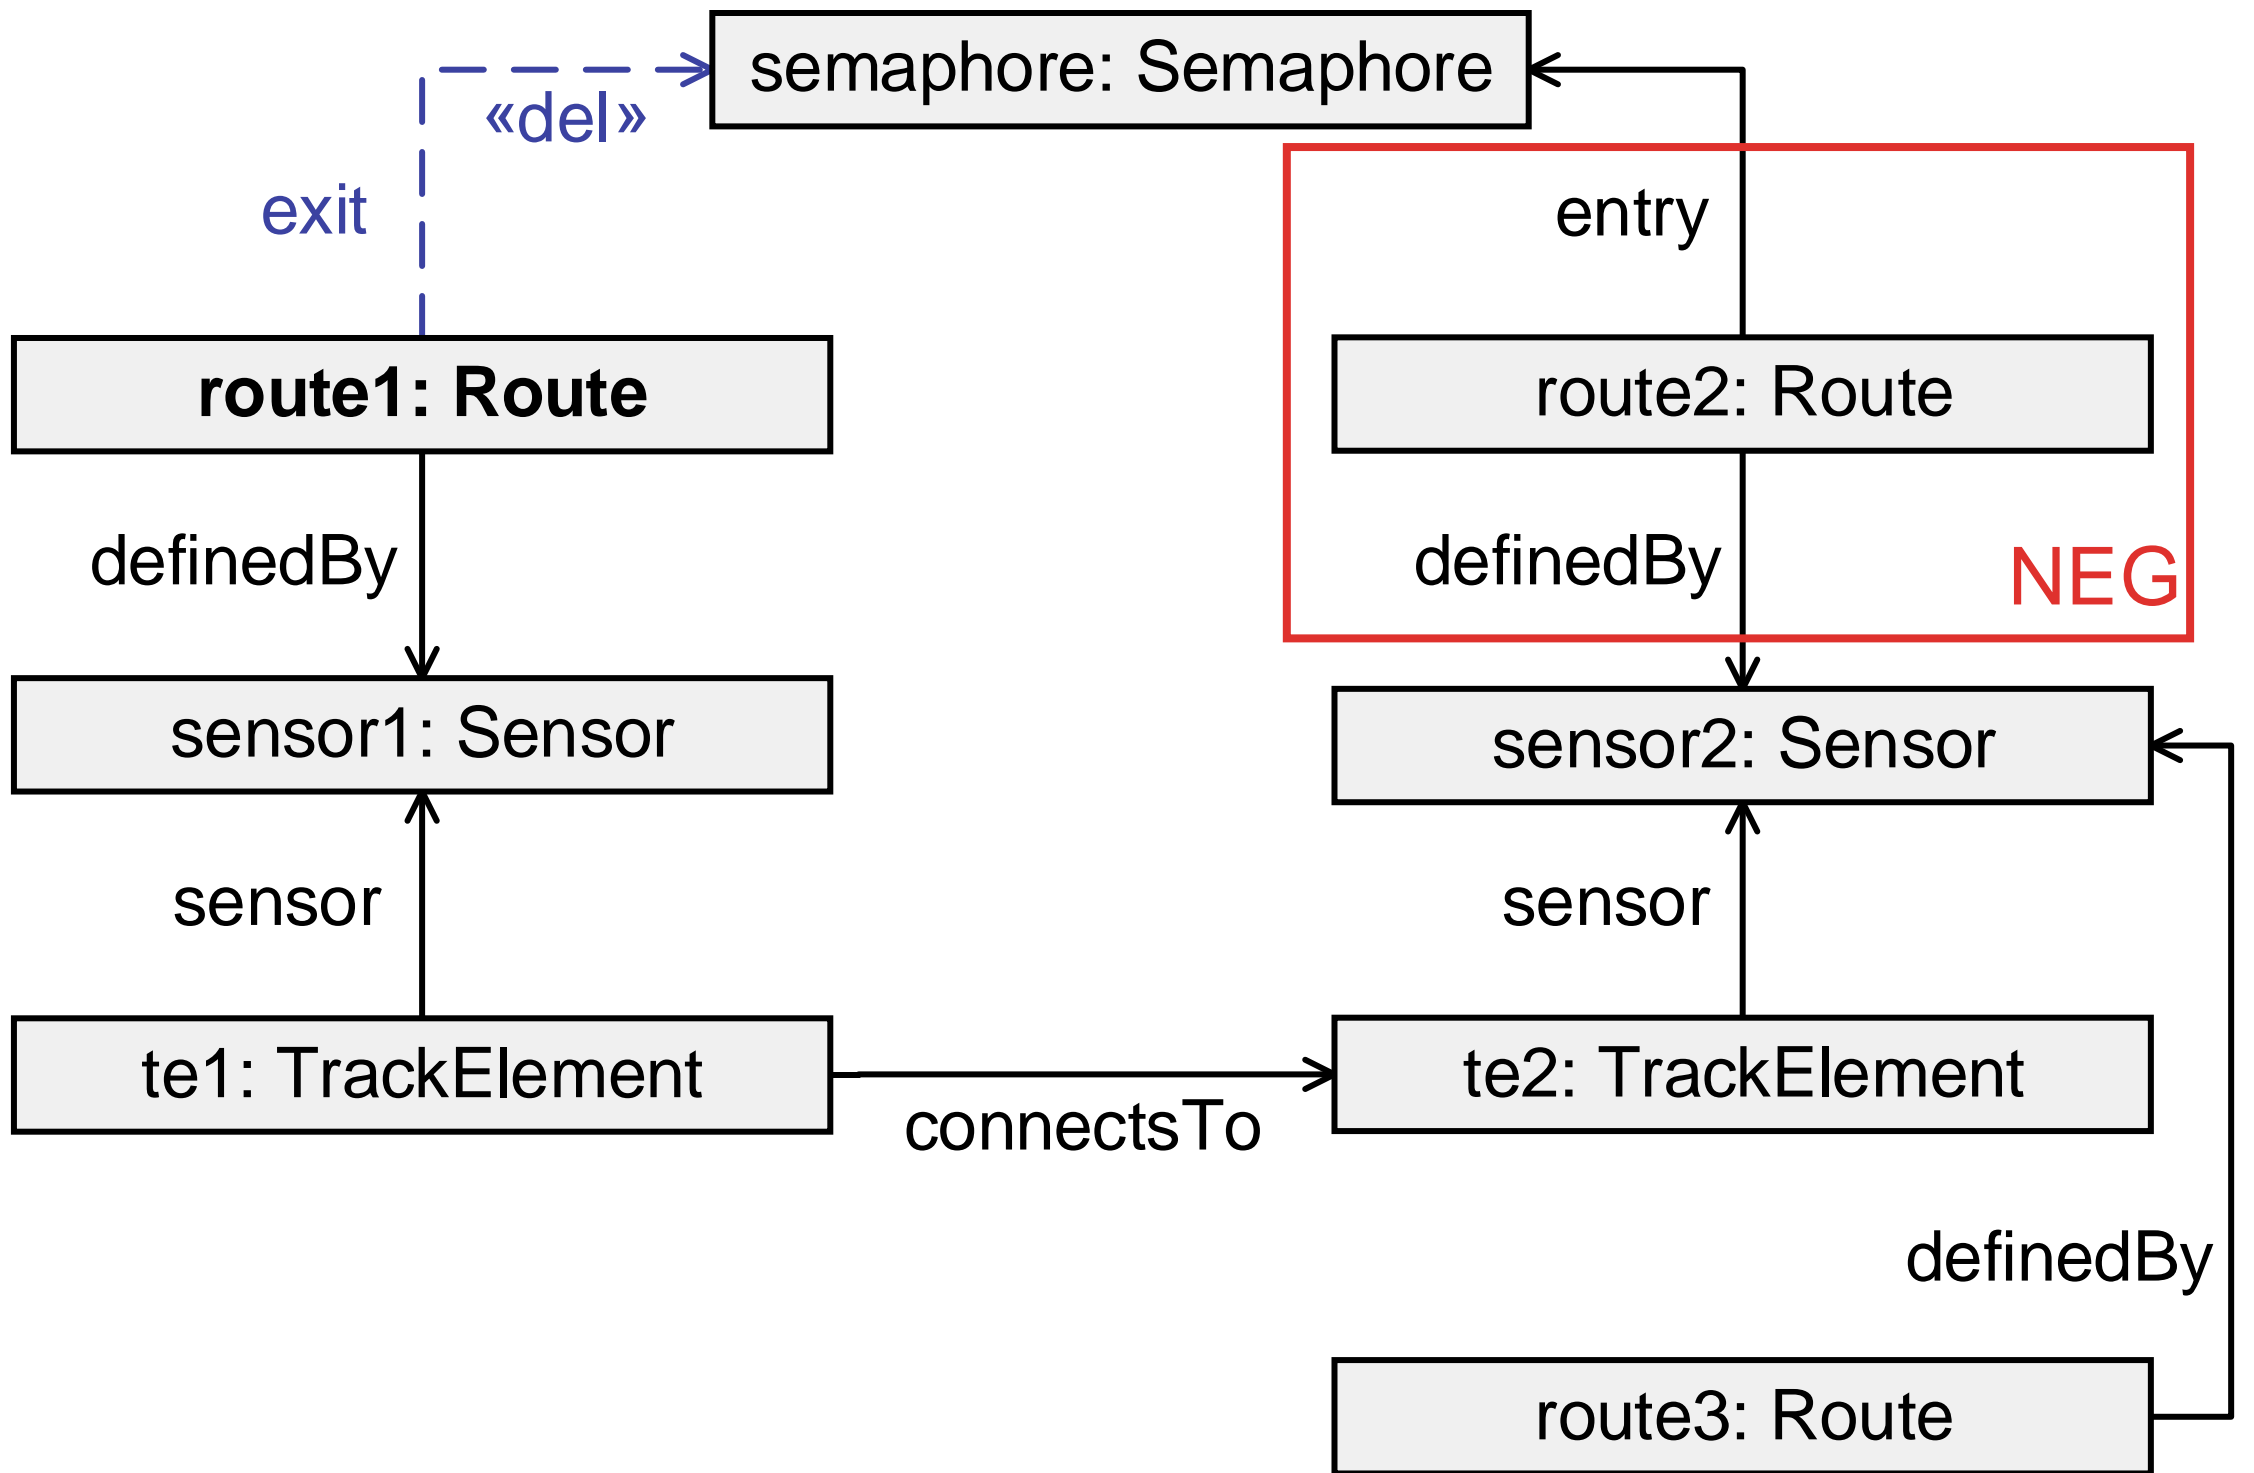 semaphore: Semaphore
«del»
exit
entry
route1: Route
route2: Route
definedBy
definedBy
NEG
sensor1: Sensor
sensor2: Sensor
sensor
sensor
te1: TrackElement
te2: TrackElement
connectsTo
definedBy
route3: Route